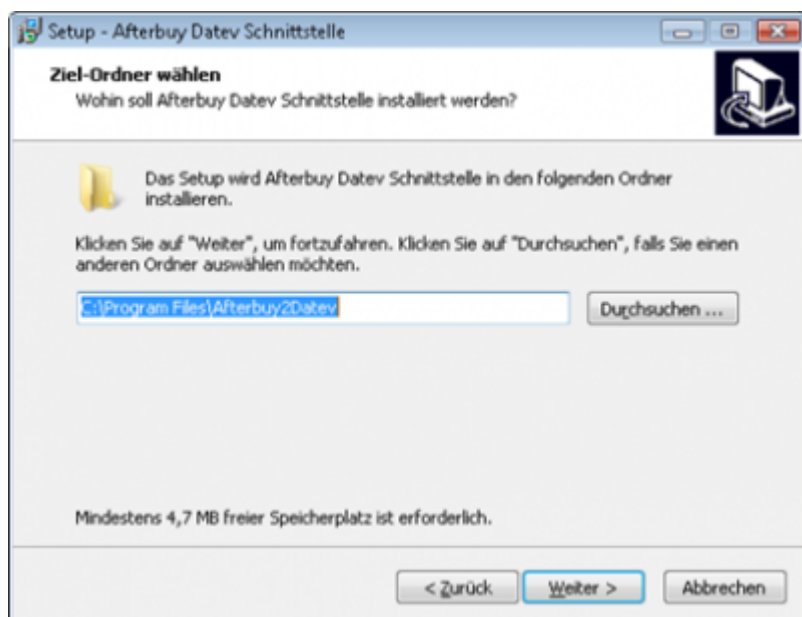 Setup - Afterbuy Datev Schnittstelle
Ziel-Ordner wählen
Wohin soll Afterbuy Datev Schnittstelle installiert werden?
Das Setup wird Afterbuy Datev Schnittstelle in den folgenden Ordner
installieren.
Klicken Sie auf "Weiter", um fortzufahren. Klicken Sie auf "Durchsuchen", falls Sie einen
anderen Ordner auswählen möchten.
C:\Program Files\Afterbuy2Datev
Durchsuchen ...
Mindestens 4,7 MB freier Speicherplatz ist erforderlich.
< Zurück
Weiter >
Abbrechen